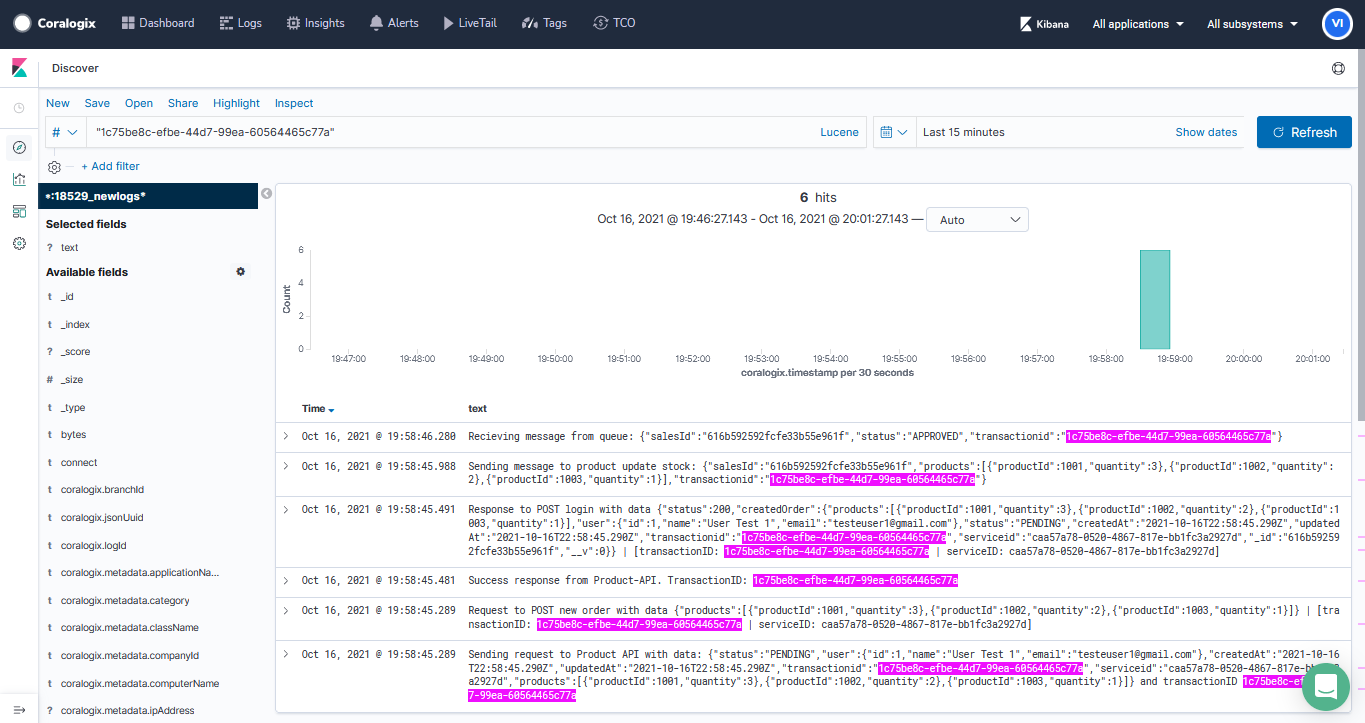 Coralogix Dashboard Logs Insights Alerts LiveTail Tags TCO Kibana All applications All subsystems VI
Discover
New Save Open Share Highlight Inspect
# "1c75be8c-efbe-44d7-99ea-60564465c77a" Lucene Last 15 minutes Show dates Refresh
+ Add filter
*:18529_newlogs*
Selected fields
? text
Available fields
t _id
t _index
? _score
# _size
t _type
t bytes
t connect
t coralogix.branchId
t coralogix.jsonUuid
t coralogix.logId
t coralogix.metadata.applicationNa...
t coralogix.metadata.category
t coralogix.metadata.className
t coralogix.metadata.companyId
t coralogix.metadata.computerName
? coralogix.metadata.ipAddress
6 hits
Oct 16, 2021 @ 19:46:27.143 - Oct 16, 2021 @ 20:01:27.143 — Auto
Count
6
4
2
0
19:47:00 19:48:00 19:49:00 19:50:00 19:51:00 19:52:00 19:53:00 19:54:00 19:55:00 19:56:00 19:57:00 19:58:00 19:59:00 20:00:00 20:01:00
coralogix.timestamp per 30 seconds
Time text
Oct 16, 2021 @ 19:58:46.280 Recieving message from queue: {"salesId":"616b592592fcfe33b55e961f","status":"APPROVED","transactionid":"1c75be8c-efbe-44d7-99ea-60564465c77a"}
Oct 16, 2021 @ 19:58:45.988 Sending message to product update stock: {"salesId":"616b592592fcfe33b55e961f","products":[{"productId":1001,"quantity":3},{"productId":1002,"quantity":
2},{"productId":1003,"quantity":1}],"transactionid":"1c75be8c-efbe-44d7-99ea-60564465c77a"}
Oct 16, 2021 @ 19:58:45.491 Response to POST login with data {"status":200,"createdOrder":{"products":[{"productId":1001,"quantity":3},{"productId":1002,"quantity":2},{"productId":1
003,"quantity":1}],"user":{"id":1,"name":"User Test 1","email":"testeuser1@gmail.com"},"status":"PENDING","createdAt":"2021-10-16T22:58:45.290Z","updated
At":"2021-10-16T22:58:45.290Z","transactionid":"1c75be8c-efbe-44d7-99ea-60564465c77a","serviceid":"caa57a78-0520-4867-817e-bb1fc3a2927d","_id":"616b59259
2fcfe33b55e961f","__v":0}} | [transactionID: 1c75be8c-efbe-44d7-99ea-60564465c77a | serviceID: caa57a78-0520-4867-817e-bb1fc3a2927d]
Oct 16, 2021 @ 19:58:45.481 Success response from Product-API. TransactionID: 1c75be8c-efbe-44d7-99ea-60564465c77a
Oct 16, 2021 @ 19:58:45.289 Request to POST new order with data {"products":[{"productId":1001,"quantity":3},{"productId":1002,"quantity":2},{"productId":1003,"quantity":1}]} | [tra
nsactionID: 1c75be8c-efbe-44d7-99ea-60564465c77a | serviceID: caa57a78-0520-4867-817e-bb1fc3a2927d]
Oct 16, 2021 @ 19:58:45.289 Sending request to Product API with data: {"status":"PENDING","user":{"id":1,"name":"User Test 1","email":"testeuser1@gmail.com"},"createdAt":"2021-10-16
T22:58:45.290Z","updatedAt":"2021-10-16T22:58:45.290Z","transactionid":"1c75be8c-efbe-44d7-99ea-60564465c77a","serviceid":"caa57a78-0520-4867-817e-bb
a2927d","products":[{"productId":1001,"quantity":3},{"productId":1002,"quantity":2},{"productId":1003,"quantity":1}]} and transactionID 1c75be8c-ef
7-99ea-60564465c77a